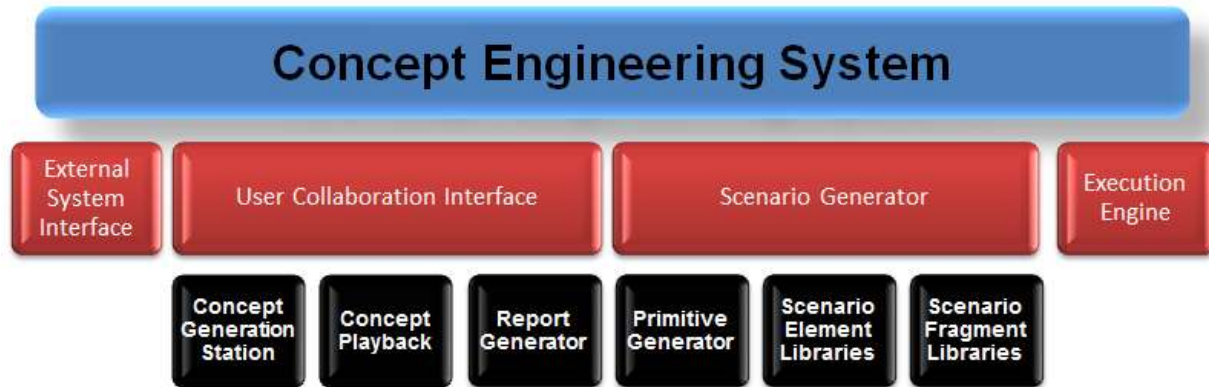 Concept Engineering System
External
System
Interface
User Collaboration Interface
Scenario Generator
Execution
Engine
Concept
Generation
Station
Concept
Playback
Report
Generator
Primitive
Generator
Scenario
Element
Libraries
Scenario
Fragment
Libraries